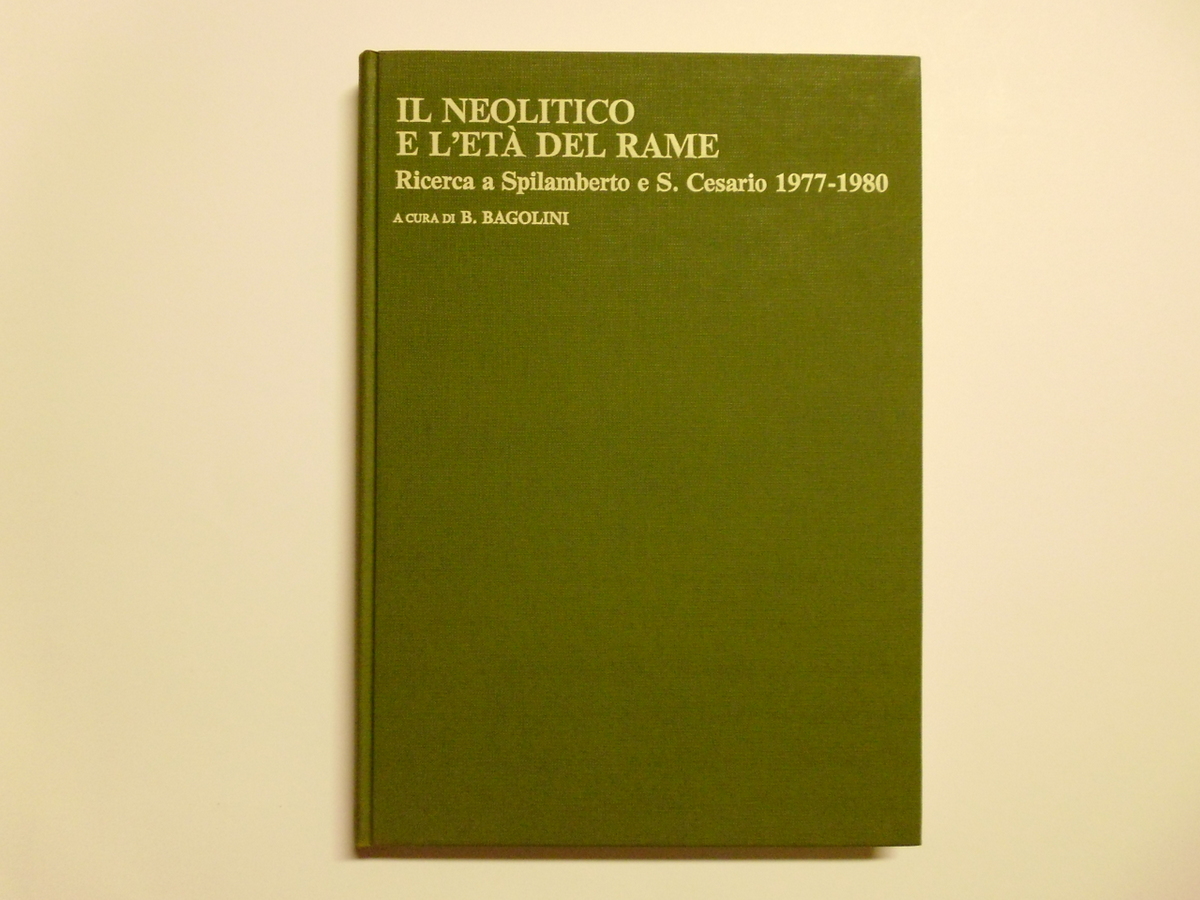 IL NEOLITICO
E L'ETÀ DEL RAME
Ricerca a Spilamberto e S. Cesario 1977-1980
A CURA DI B. BAGOLINI